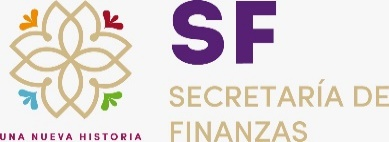 SF
SECRETARÍA DE
FINANZAS
UNA NUEVA HISTORIA